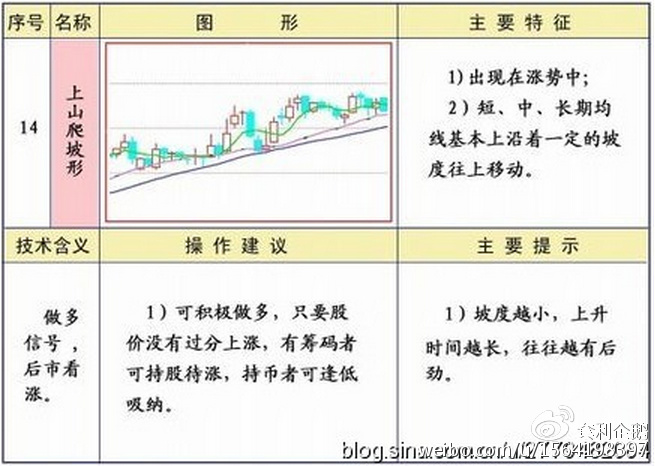 序号 名称 图 形 主 要 特 征
14
上山爬坡形
1)出现在涨势中；
2）短、中、长期均
线基本上沿着一定的坡
度往上移动。
技术含义 操 作 建 议 主 要 提 示
做多
信号，
后市看
涨。
1）可积极做多，只要股
价没有过分上涨，有筹码者
可持股待涨，持币者可逢低
吸纳。
1）坡度越小，上升
时间越长，往往越有后
劲。
套利企鹅